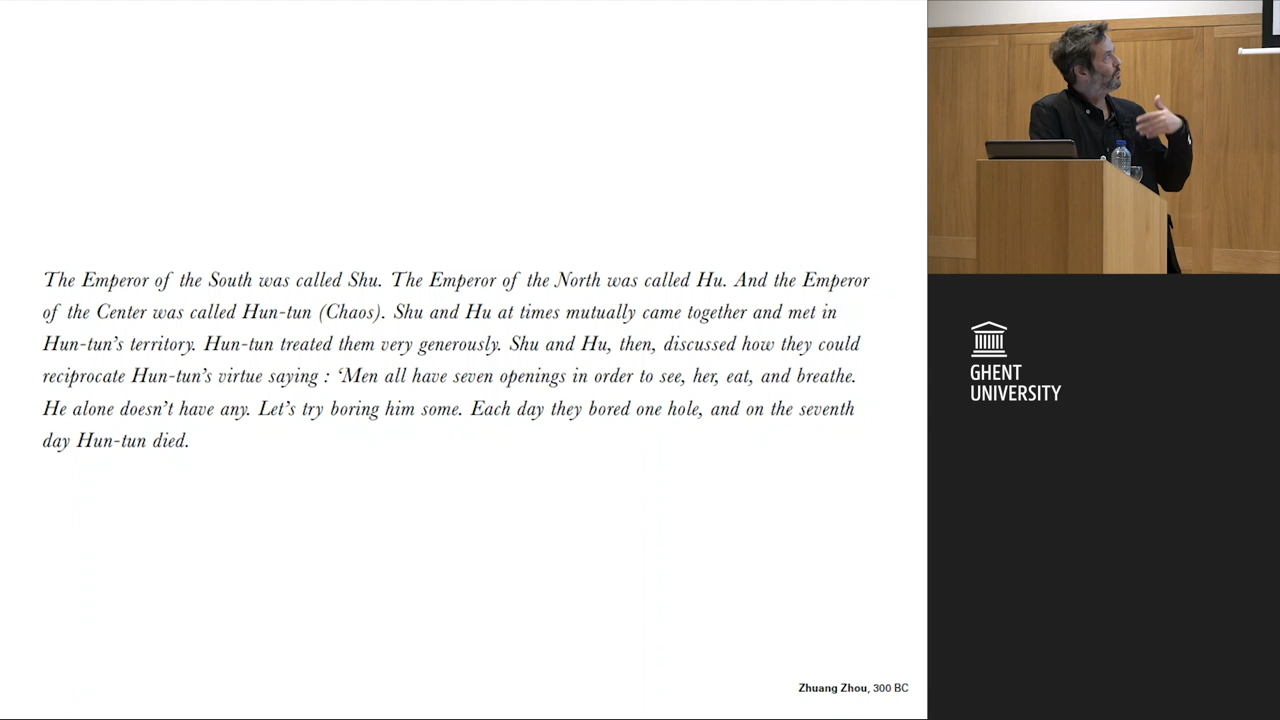 The Emperor of the South was called Shu. The Emperor of the North was called Hu. And the Emperor
of the Center was called Hun-tun (Chaos). Shu and Hu at times mutually came together and met in
Hun-tun’s territory. Hun-tun treated them very generously. Shu and Hu, then, discussed how they could
reciprocate Hun-tun’s virtue saying : ‘Men all have seven openings in order to see, her, eat, and breathe.
He alone doesn’t have any. Let’s try boring him some. Each day they bored one hole, and on the seventh
day Hun-tun died.
Zhuang Zhou, 300 BC
GHENT
UNIVERSITY